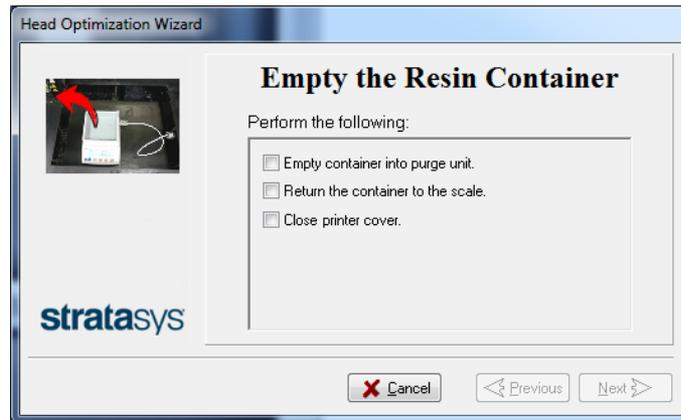 Head Optimization Wizard
Empty the Resin Container
Perform the following:
Empty container into purge unit.
Return the container to the scale.
Close printer cover.
stratasys
Cancel
Previous
Next